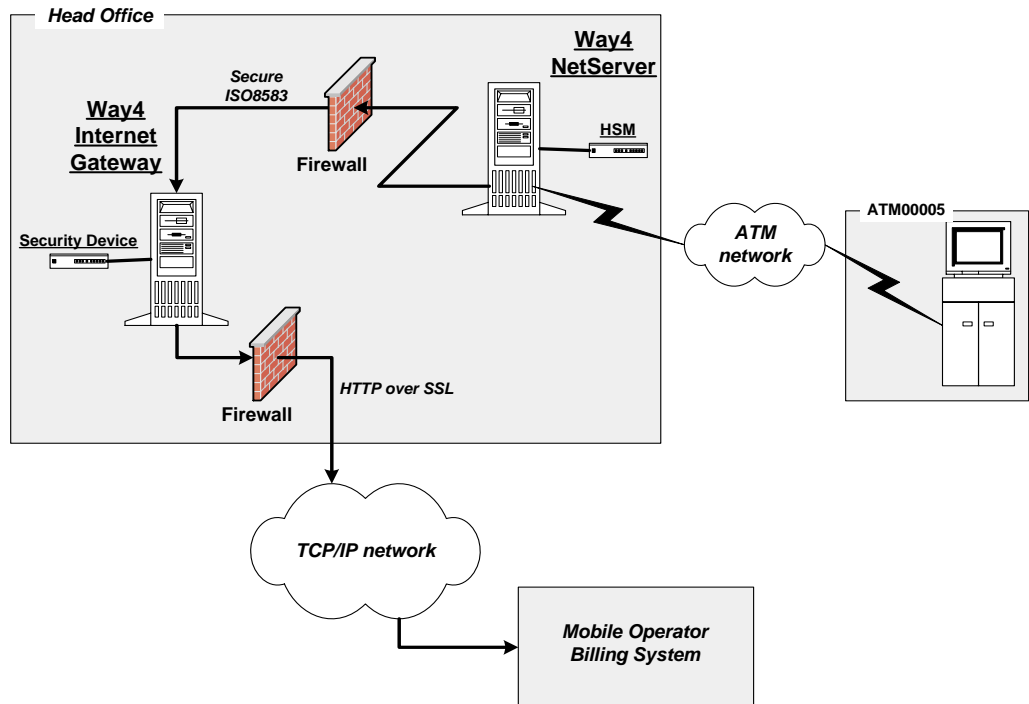 Head Office
Way4
NetServer
Secure
ISO8583
Way4
Internet
Gateway
Firewall
HSM
ATM00005
Security Device
ATM
network
HTTP over SSL
Firewall
TCP/IP network
Mobile Operator
Billing System